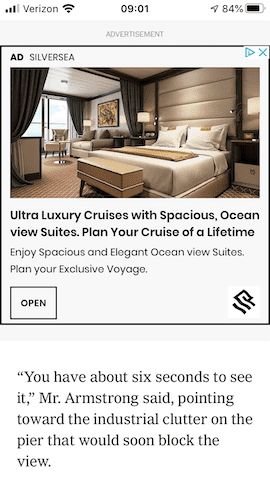 Verizon 09:01 84%
ADVERTISEMENT
AD SILVERSEA
Ultra Luxury Cruises with Spacious, Ocean
view Suites. Plan Your Cruise of a Lifetime
Enjoy Spacious and Elegant Ocean view Suites.
Plan your Exclusive Voyage.
OPEN
“You have about six seconds to see
it,” Mr. Armstrong said, pointing
toward the industrial clutter on the
pier that would soon block the
view.